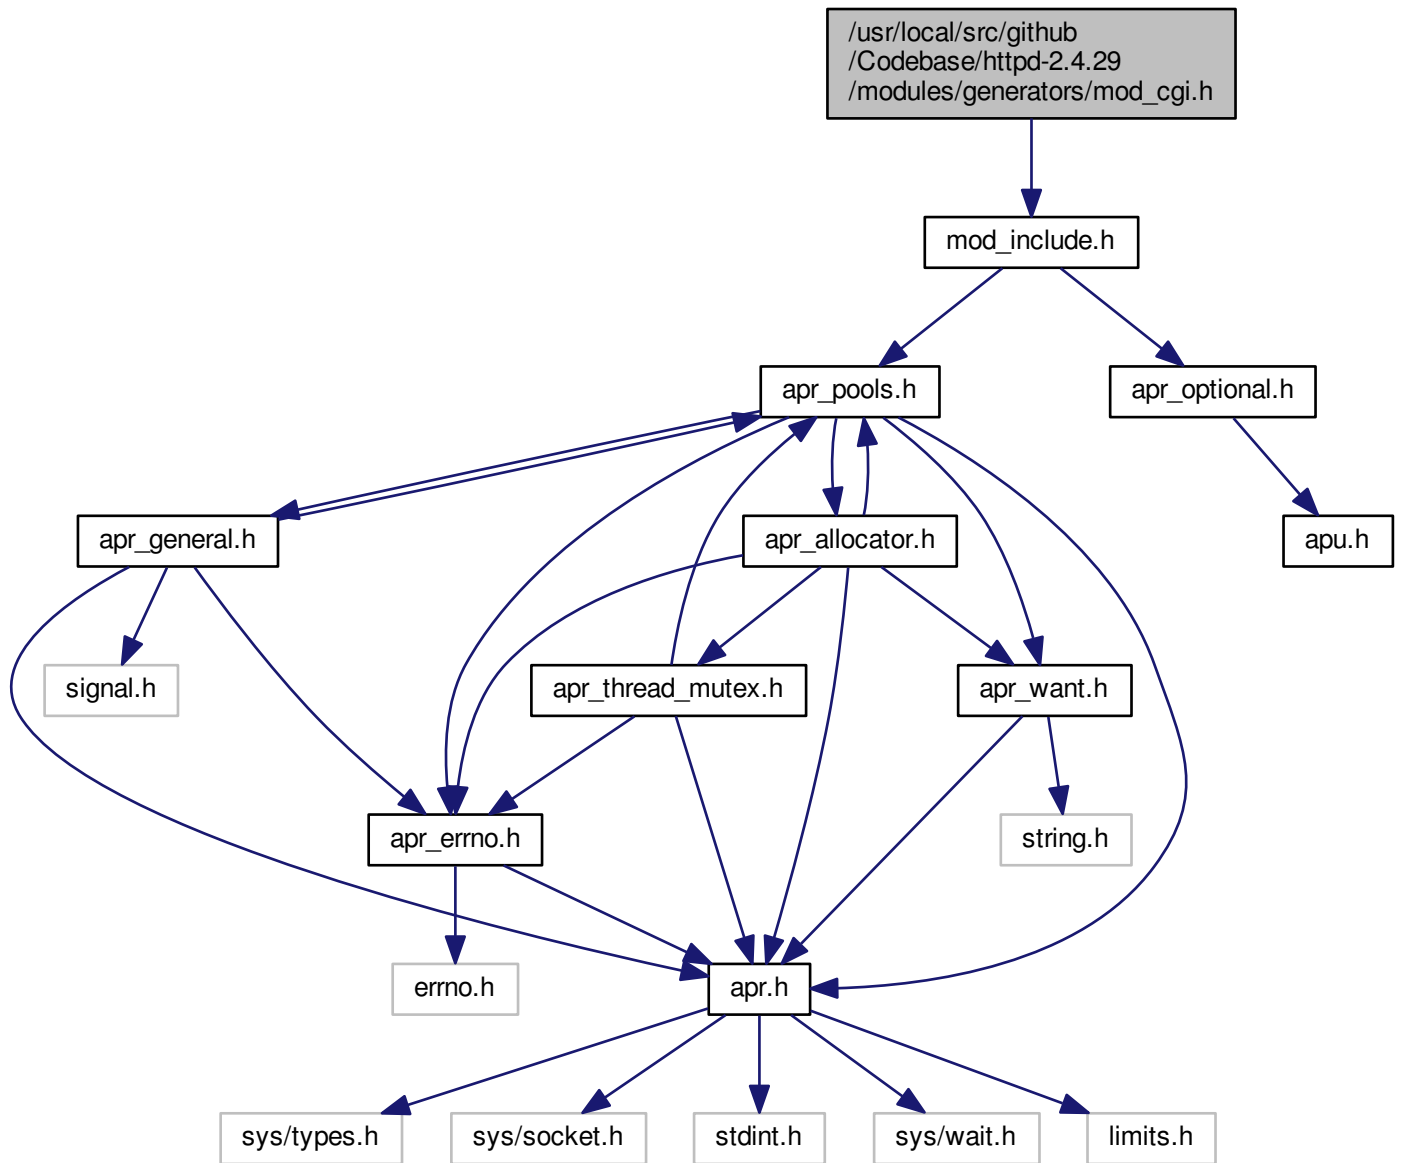 /usr/local/src/github
/Codebase/httpd-2.4.29
/modules/generators/mod_cgi.h
mod_include.h
apr_pools.h
apr_optional.h
apr_general.h
apr_allocator.h
apu.h
signal.h
apr_thread_mutex.h
apr_want.h
apr_errno.h
string.h
errno.h
apr.h
sys/types.h
sys/socket.h
stdint.h
sys/wait.h
limits.h